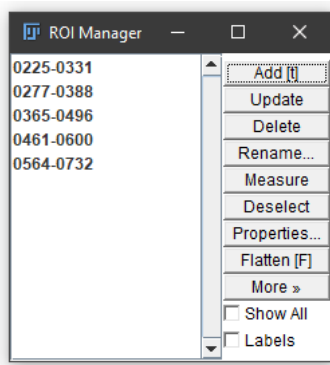 ROI Manager
0225-0331
0277-0388
0365-0496
0461-0600
0564-0732
Add [t]
Update
Delete
Rename...
Measure
Deselect
Properties...
Flatten [F]
More »
Show All
Labels